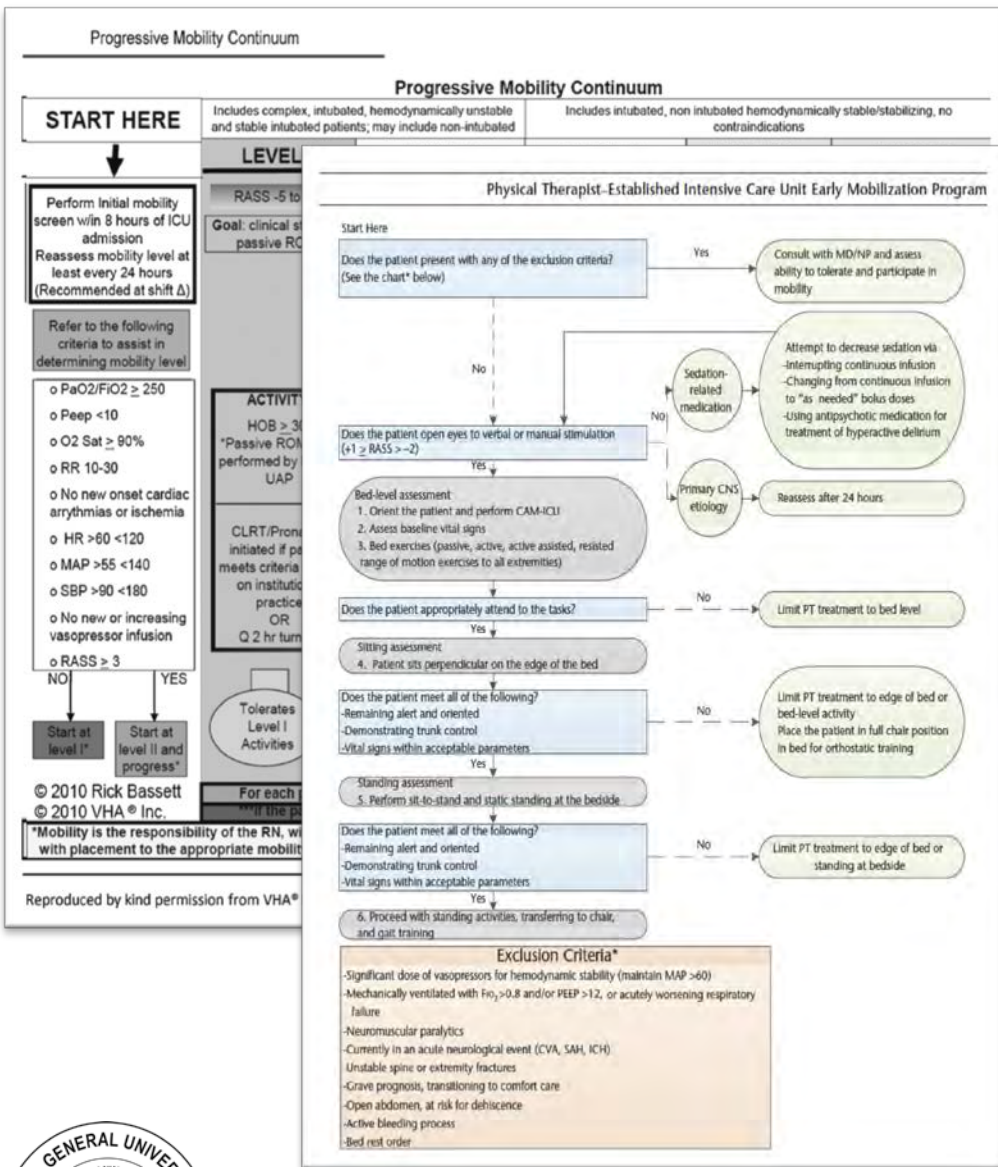 Progressive Mobility Continuum
Progressive Mobility Continuum
START HERE
Includes complex, intubated, hemodynamically unstable
and stable intubated patients; may include non-intubated
Includes intubated, non intubated hemodynamically stable/stabilizing, no
contraindications
Perform Initial mobility
screen w/in 8 hours of ICU
admission
Reassess mobility level at
least every 24 hours
(Recommended at shift Δ)
Refer to the following
criteria to assist in
determining mobility level
o PaO2/FiO2 ≥ 250
o Peep <10
o O2 Sat ≥ 90%
o RR 10-30
o No new onset cardiac
arrythmias or ischemia
o HR >60 <120
o MAP >55 <140
o SBP >90 <180
o No new or increasing
vasopressor infusion
o RASS ≥ 3
NO
YES
Start at
level I*
Start at
level II and
progress*
© 2010 Rick Bassett
© 2010 VHA® Inc.
*Mobility is the responsibility of the RN, wi
with placement to the appropriate mobilit
Reproduced by kind permission from VHA®
LEVEL
RASS -5 to
Goal: clinical st
passive RO
ACTIVIT
HOB ≥ 30
*Passive ROM
performed by
UAP
CLRT/Prona
initiated if pa
meets criteria
on institutio
practice
OR
Q 2 hr turn
Tolerates
Level I
Activities
For each p
***if the pa
Physical Therapist–Established Intensive Care Unit Early Mobilization Program
Start Here
Does the patient present with any of the exclusion criteria?
(See the chart* below)
Yes
Consult with MD/NP and assess
ability to tolerate and participate in
mobility
No
Attempt to decrease sedation via
-Interrupting continuous infusion
-Changing from continuous infusion
to "as needed" bolus doses
-Using antipsychotic medication for
treatment of hyperactive delirium
Sedation-
related
medication
No
Does the patient open eyes to verbal or manual stimulation
(+1 ≥ RASS > −2)
Yes
Primary CNS
etiology
Reassess after 24 hours
Bed-level assessment
1. Orient the patient and perform CAM-ICU
2. Assess baseline vital signs
3. Bed exercises (passive, active, active assisted, resisted
range of motion exercises to all extremities)
Does the patient appropriately attend to the tasks?
No
Limit PT treatment to bed level
Yes
Sitting assessment
4. Patient sits perpendicular on the edge of the bed
Does the patient meet all of the following?
-Remaining alert and oriented
-Demonstrating trunk control
-Vital signs within acceptable parameters
No
Limit PT treatment to edge of bed or
bed-level activity
Place the patient in full chair position
in bed for orthostatic training
Yes
Standing assessment
5. Perform sit-to-stand and static standing at the bedside
Does the patient meet all of the following?
-Remaining alert and oriented
-Demonstrating trunk control
-Vital signs within acceptable parameters
No
Limit PT treatment to edge of bed or
standing at bedside
Yes
6. Proceed with standing activities, transferring to chair,
and gait training
Exclusion Criteria*
-Significant dose of vasopressors for hemodynamic stability (maintain MAP >60)
-Mechanically ventilated with FIO₂ >0.8 and/or PEEP >12, or acutely worsening respiratory
failure
-Neuromuscular paralytics
-Currently in an acute neurological event (CVA, SAH, ICH)
Unstable spine or extremity fractures
-Grave prognosis, transitioning to comfort care
-Open abdomen, at risk for dehiscence
-Active bleeding process
-Bed rest order
GENERAL UNIVE